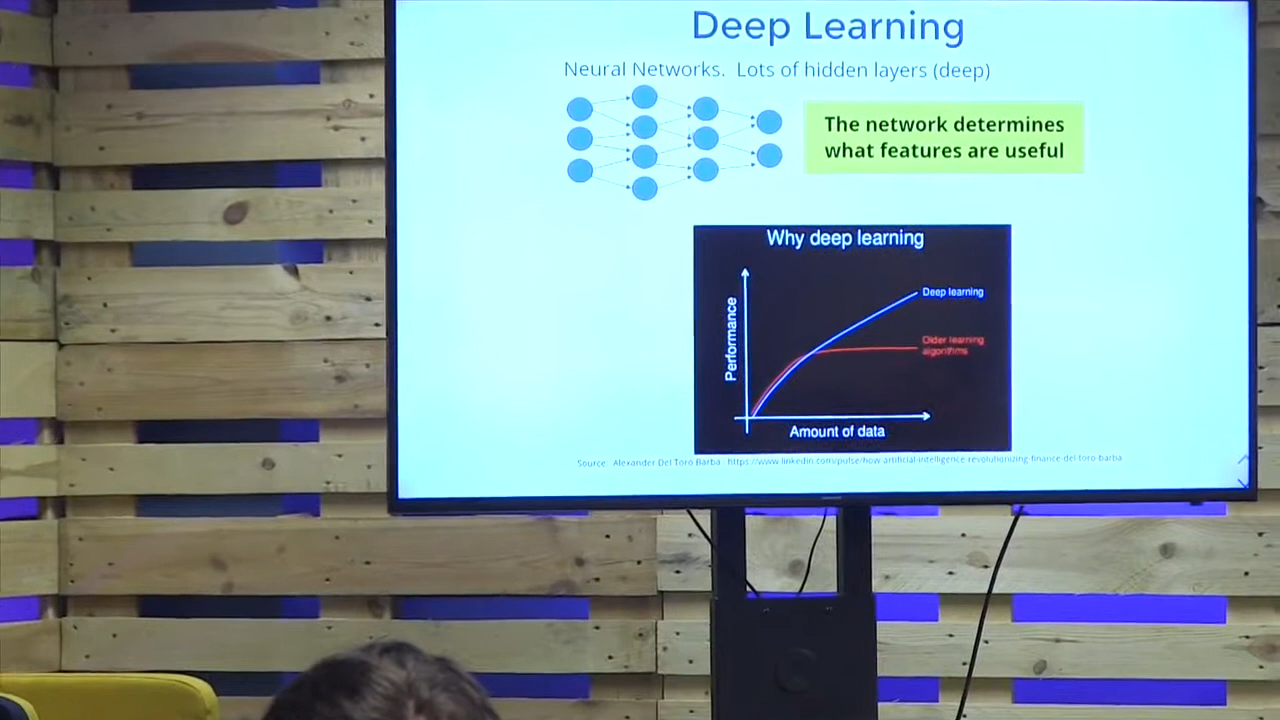 Deep Learning
Neural Networks. Lots of hidden layers (deep)
The network determines
what features are useful
Why deep learning
Performance
Deep learning
Older learning
algorithms
Amount of data
Source: Alexander Del Toro Barba - https://www.linkedin.com/pulse/how-artificial-intelligence-revolutionizing-finance-del-toro-barba